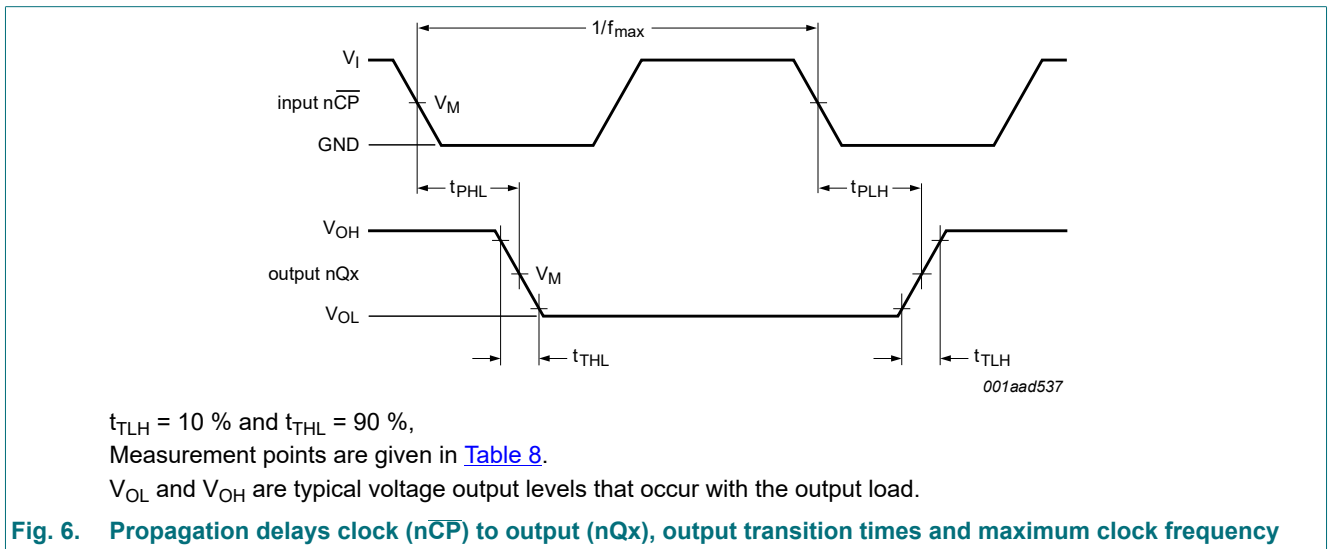 1/fmax
VI
input nC̅P̅
VM
GND
tPHL
tPLH
VOH
output nQx
VM
VOL
tTHL
tTLH
001aad537
tTLH = 10 % and tTHL = 90 %,
Measurement points are given in Table 8.
VOL and VOH are typical voltage output levels that occur with the output load.
Fig. 6. Propagation delays clock (nC̅P̅) to output (nQx), output transition times and maximum clock frequency